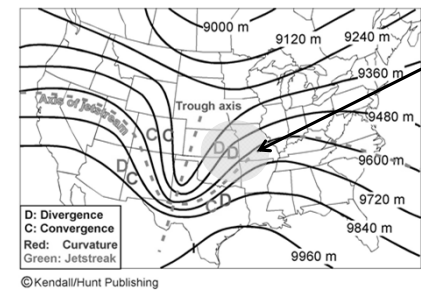 9000 m
9120 m
9240 m
9360 m
9480 m
9600 m
9720 m
9840 m
9960 m
Axis of Jetstream
Trough axis
C C
D D
D
C
C D
D: Divergence
C: Convergence
Red: Curvature
Green: Jetstreak
©Kendall/Hunt Publishing